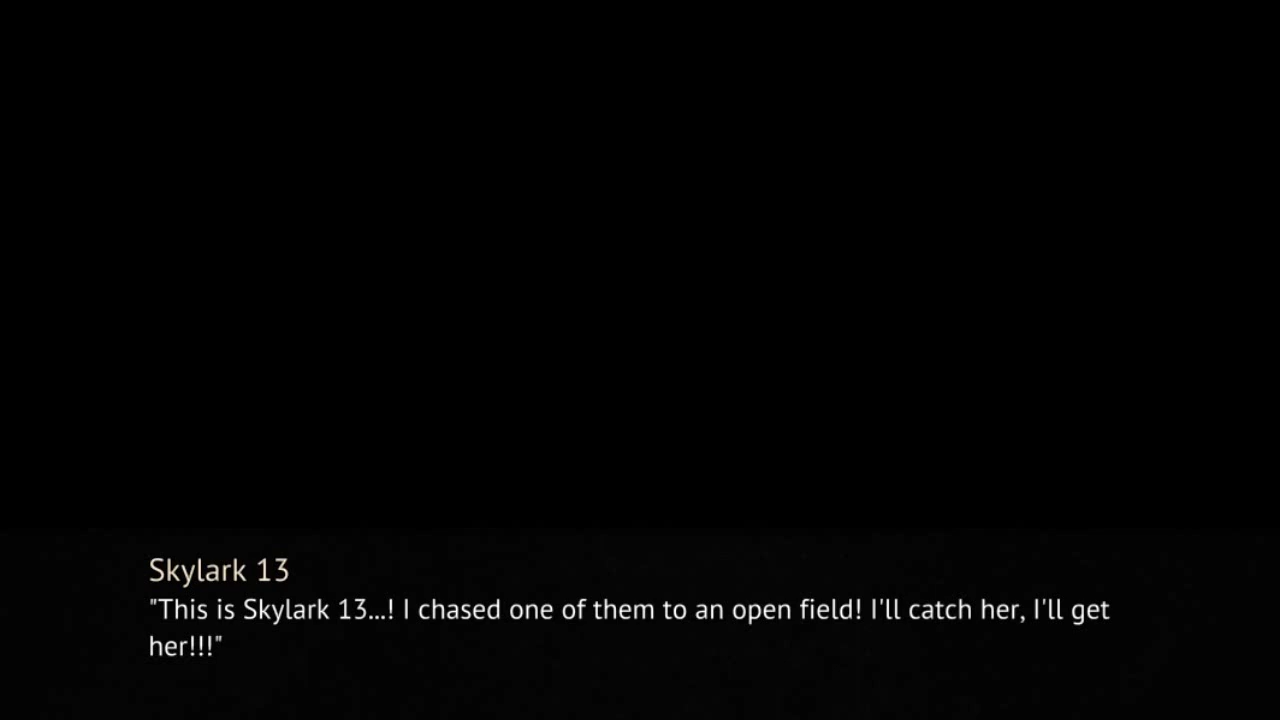 Skylark 13
"This is Skylark 13...! I chased one of them to an open field! I'll catch her, I'll get
her!!!"